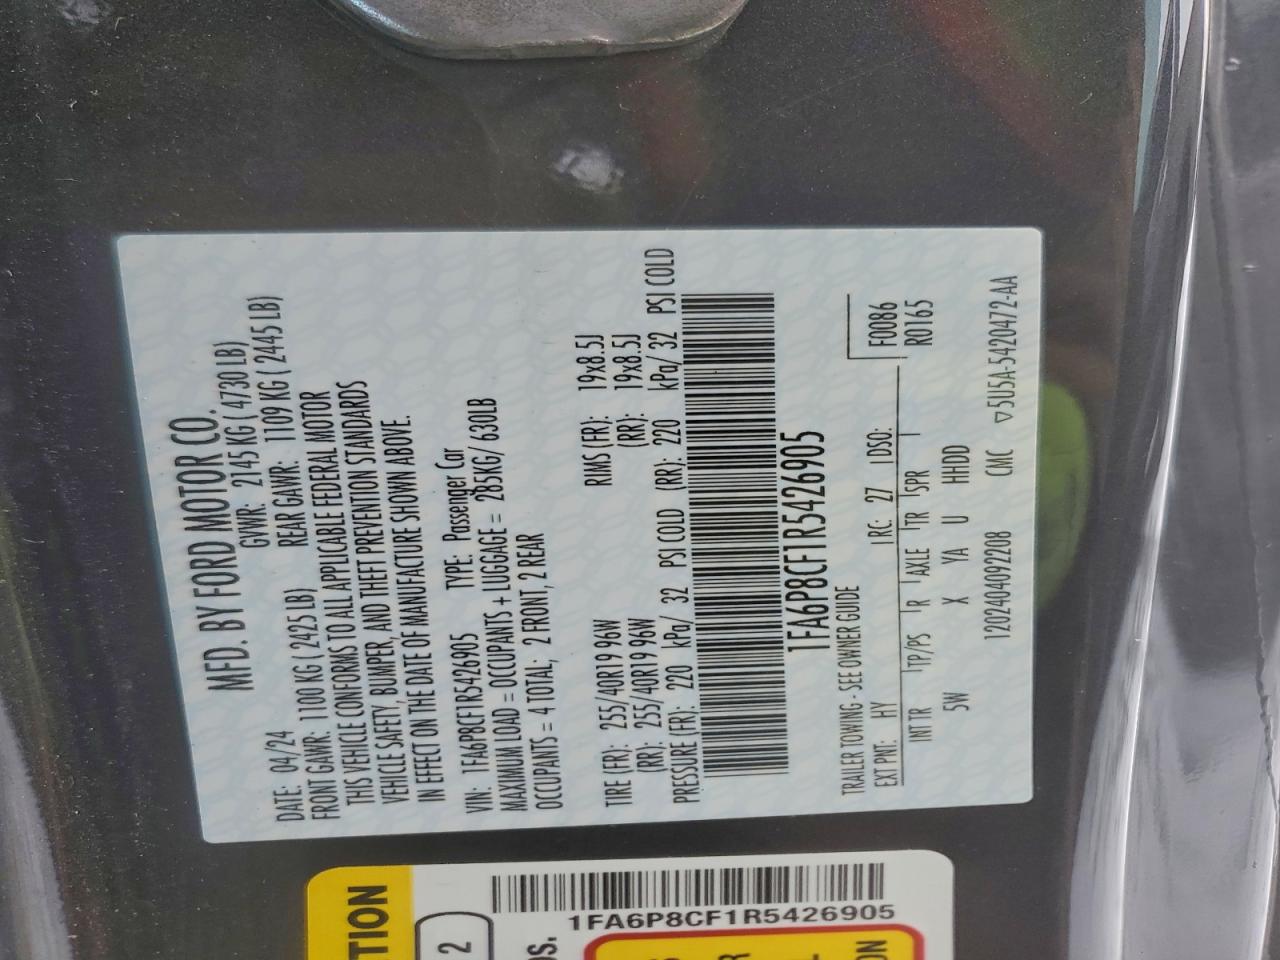 MFD. BY FORD MOTOR CO.
DATE: 04/24 GVWR: 2145 KG ( 4730 LB)
FRONT GAWR: 1100 KG ( 2425 LB) REAR GAWR: 1109 KG ( 2445 LB)
THIS VEHICLE CONFORMS TO ALL APPLICABLE FEDERAL MOTOR
VEHICLE SAFETY, BUMPER, AND THEFT PREVENTION STANDARDS
IN EFFECT ON THE DATE OF MANUFACTURE SHOWN ABOVE.
VIN: 1FA6P8CF1R5426905 TYPE: Passenger Car
MAXIMUM LOAD = OCCUPANTS + LUGGAGE = 285KG/ 630LB
OCCUPANTS = 4 TOTAL, 2 FRONT, 2 REAR
TIRE (FR): 255/40R19 96W RIMS (FR): 19x8.5J
(RR): 255/40R19 96W (RR): 19x8.5J
PRESSURE (FR): 220 kPa/ 32 PSI COLD (RR): 220 kPa/ 32 PSI COLD
1FA6P8CF1R5426905
TRAILER TOWING - SEE OWNER GUIDE
EXT PNT: HY RC: 27 DSO: F0086
INT TR TP/PS R AXLE TR SPR R0165
5W X YA U HHDD
1202404092208 CMC ▽5U5A-5420472-AA
1FA6P8CF1R5426905
2